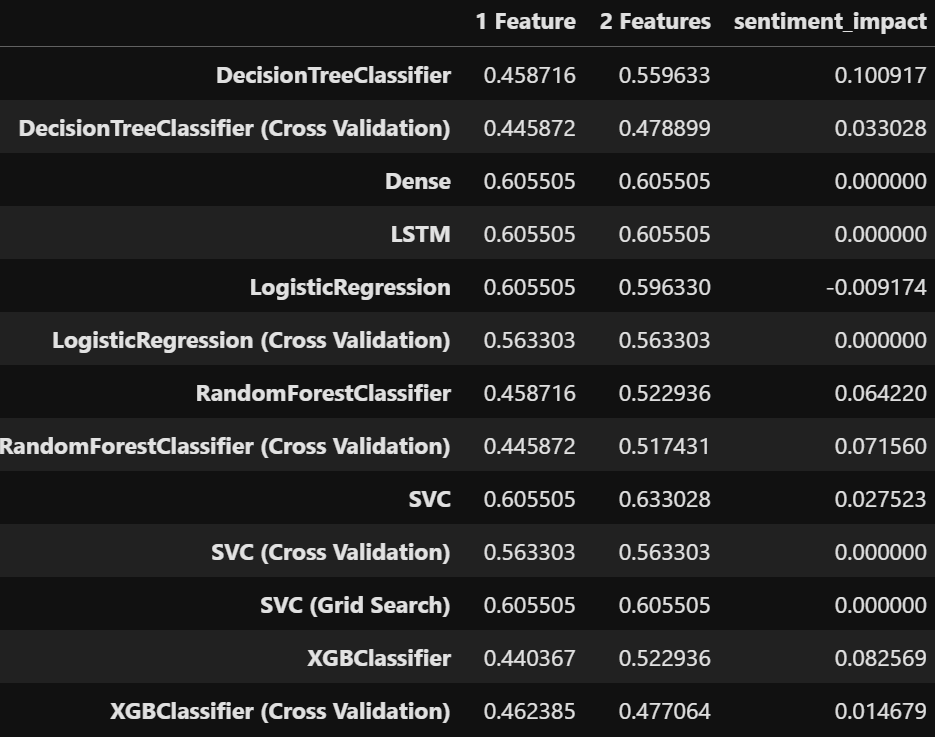 1 Feature 2 Features sentiment_impact
DecisionTreeClassifier 0.458716 0.559633 0.100917
DecisionTreeClassifier (Cross Validation) 0.445872 0.478899 0.033028
Dense 0.605505 0.605505 0.000000
LSTM 0.605505 0.605505 0.000000
LogisticRegression 0.605505 0.596330 -0.009174
LogisticRegression (Cross Validation) 0.563303 0.563303 0.000000
RandomForestClassifier 0.458716 0.522936 0.064220
RandomForestClassifier (Cross Validation) 0.445872 0.517431 0.071560
SVC 0.605505 0.633028 0.027523
SVC (Cross Validation) 0.563303 0.563303 0.000000
SVC (Grid Search) 0.605505 0.605505 0.000000
XGBClassifier 0.440367 0.522936 0.082569
XGBClassifier (Cross Validation) 0.462385 0.477064 0.014679